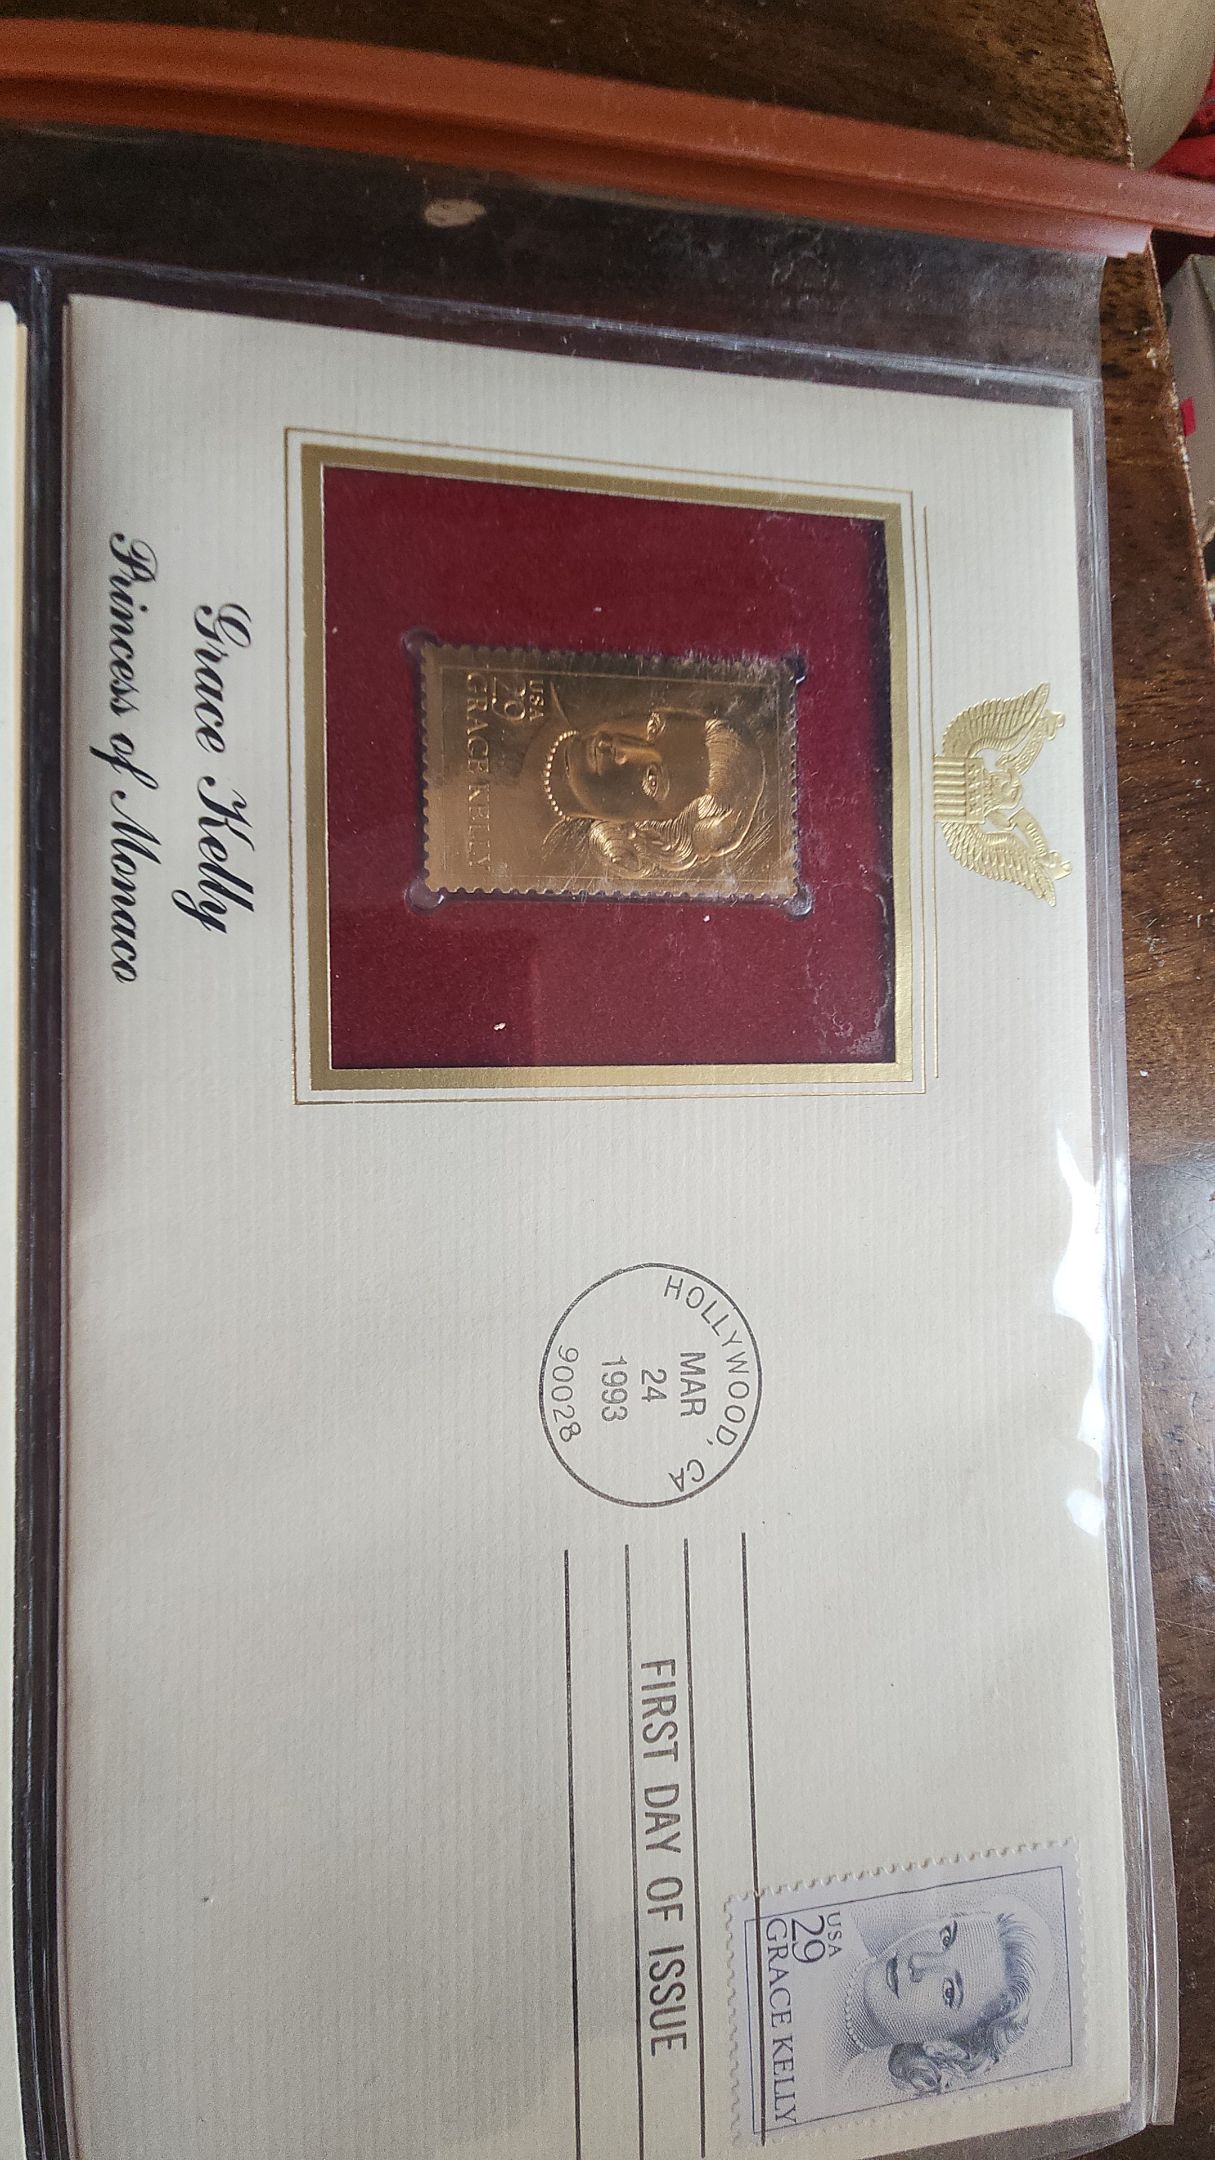 USA
29
GRACE KELLY
Grace Kelly
Princess of Monaco
HOLLYWOOD, CA
MAR
24
1993
90028
FIRST DAY OF ISSUE
USA
29
GRACE KELLY